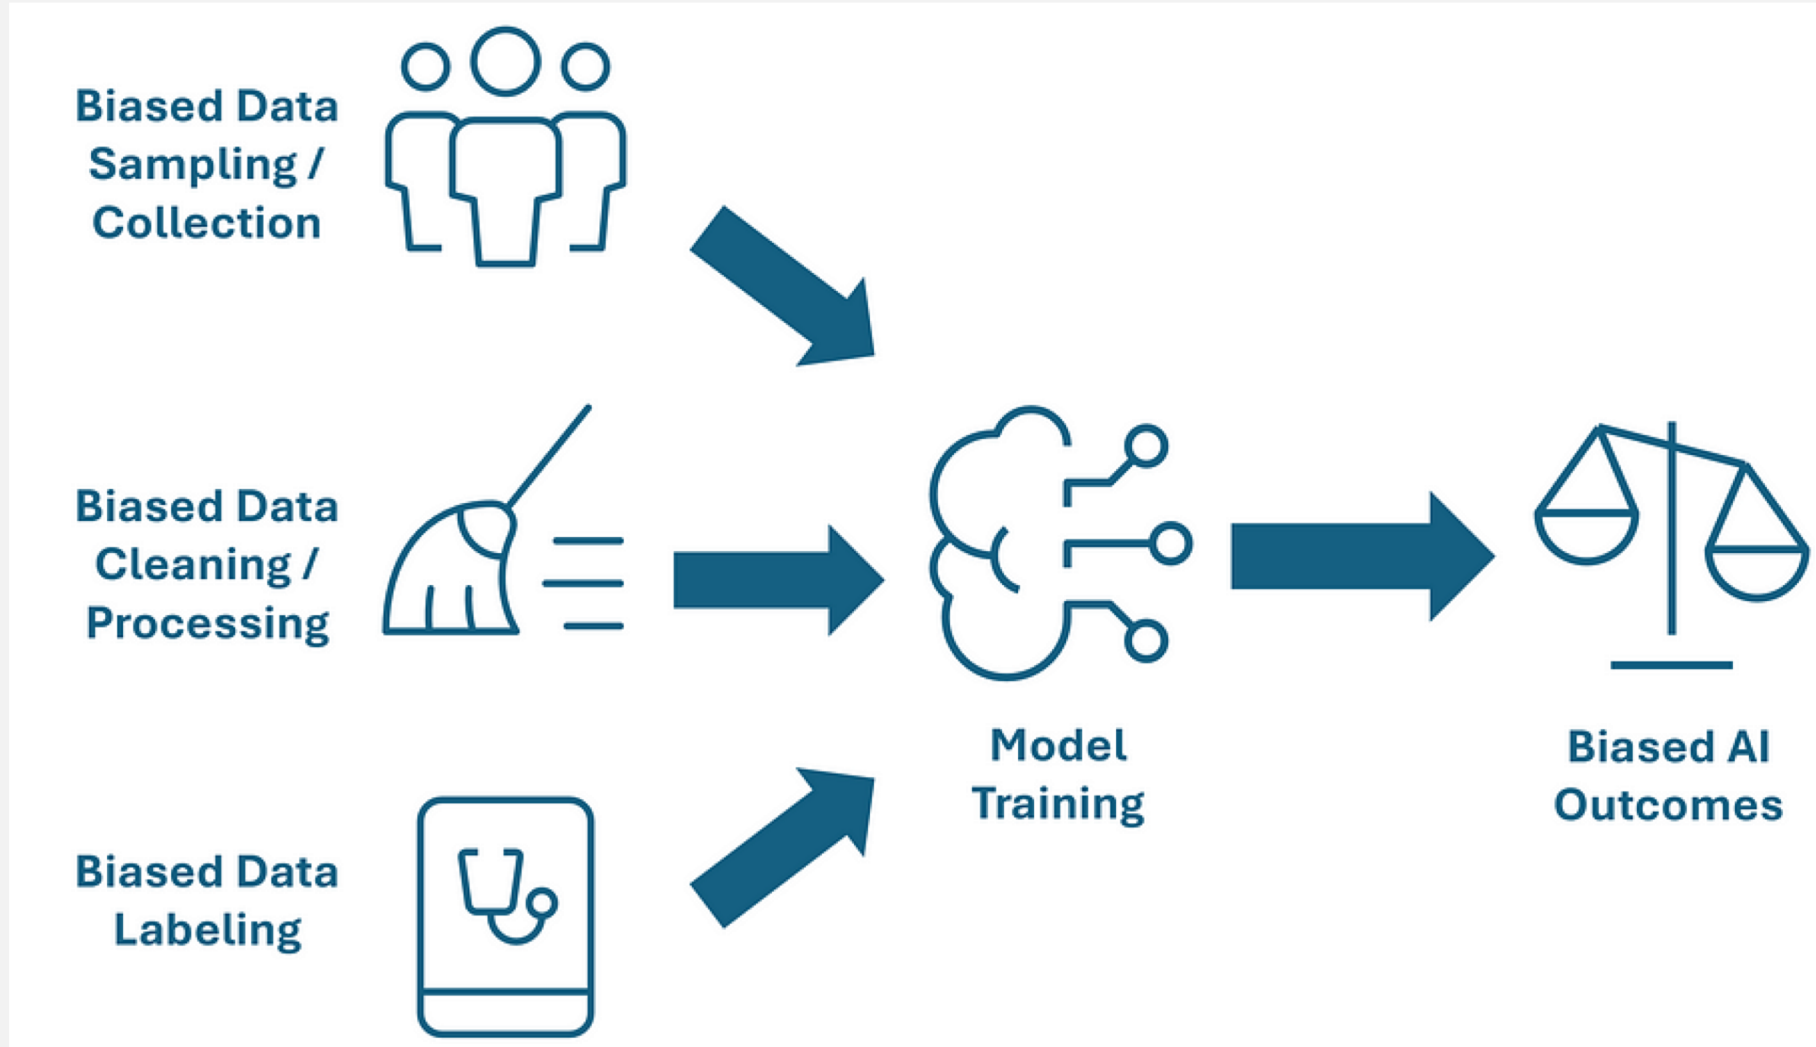 Biased Data
Sampling /
Collection
Biased Data
Cleaning /
Processing
Biased Data
Labeling
Model
Training
Biased AI
Outcomes